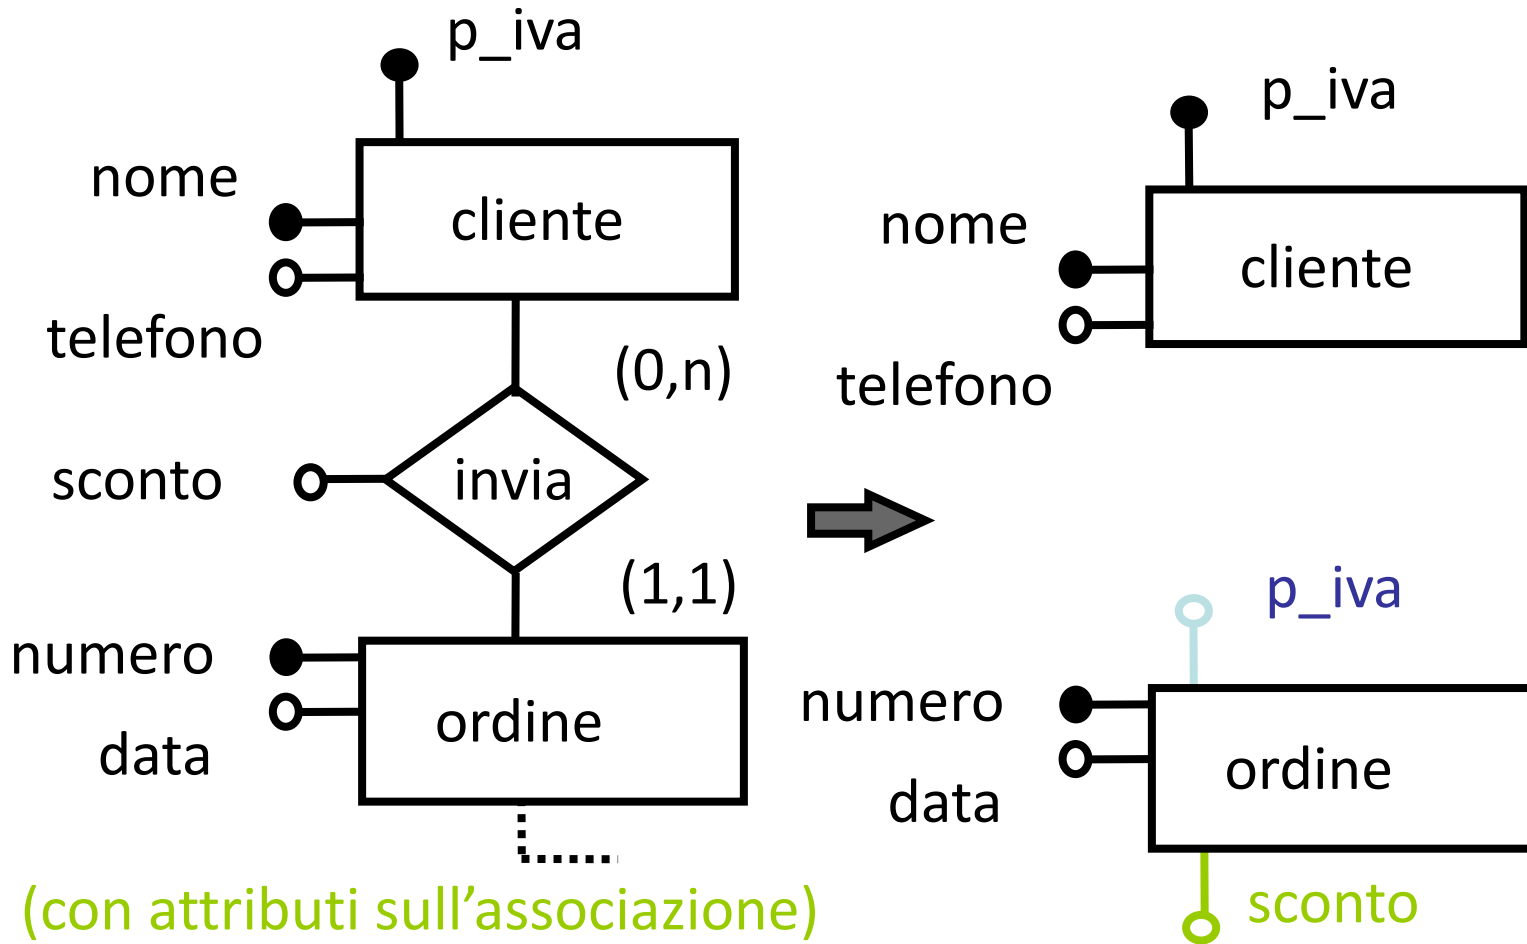 p_iva
nome
cliente
telefono
(0,n)
sconto
invia
(1,1)
numero
ordine
data
(con attributi sull'associazione)
p_iva
nome
cliente
telefono
p_iva
numero
ordine
data
sconto